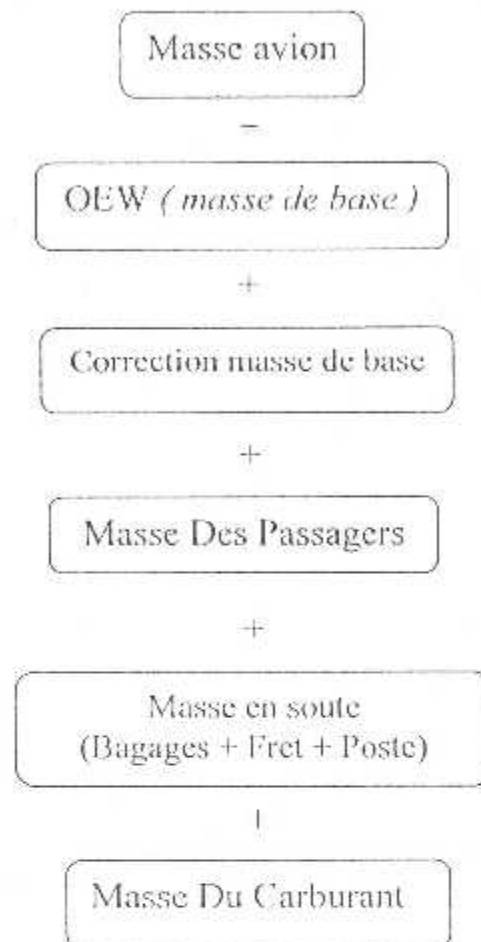 Masse avion
–
OEW ( masse de base )
+
Correction masse de base
+
Masse Des Passagers
+
Masse en soute
(Bagages + Fret + Poste)
+
Masse Du Carburant